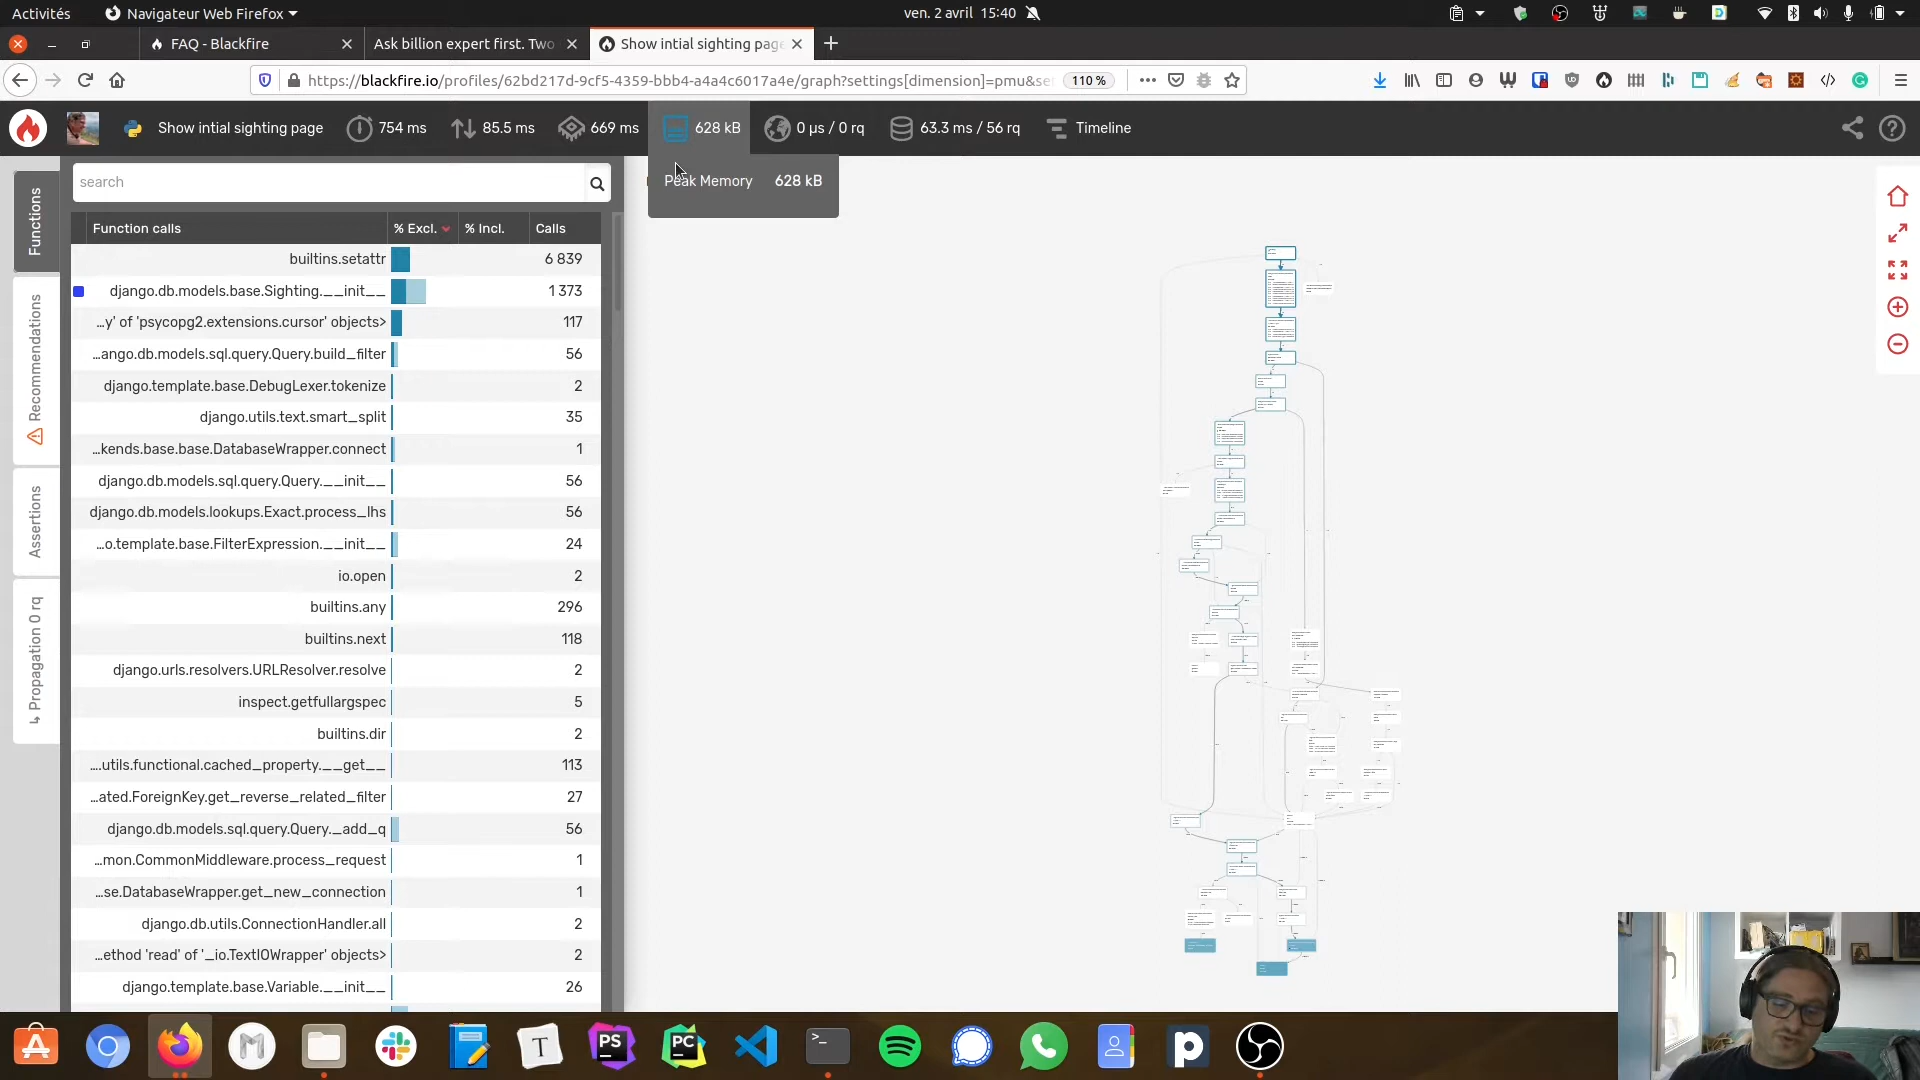 Activités
Navigateur Web Firefox
ven. 2 avril 15:40
FAQ - Blackfire
Ask billion expert first. Two
Show intial sighting page
https://blackfire.io/profiles/62bd217d-9cf5-4359-bbb4-a4a4c6017a4e/graph?settings[dimension]=pmu&se
110 %
Show intial sighting page
754 ms
85.5 ms
669 ms
628 kB
0 µs / 0 rq
63.3 ms / 56 rq
Timeline
Peak Memory 628 kB
Functions
Recommendations
Assertions
Propagation 0 rq
search
Function calls % Excl. % Incl. Calls
builtins.setattr 6 839
django.db.models.base.Sighting.__init__ 1 373
…y' of 'psycopg2.extensions.cursor' objects> 117
…ango.db.models.sql.query.Query.build_filter 56
django.template.base.DebugLexer.tokenize 2
django.utils.text.smart_split 35
…kends.base.base.DatabaseWrapper.connect 1
django.db.models.sql.query.Query.__init__ 56
django.db.models.lookups.Exact.process_lhs 56
…o.template.base.FilterExpression.__init__ 24
io.open 2
builtins.any 296
builtins.next 118
django.urls.resolvers.URLResolver.resolve 2
inspect.getfullargspec 5
builtins.dir 2
….utils.functional.cached_property.__get__ 113
…ated.ForeignKey.get_reverse_related_filter 27
django.db.models.sql.query.Query._add_q 56
…mon.CommonMiddleware.process_request 1
…se.DatabaseWrapper.get_new_connection 1
django.db.utils.ConnectionHandler.all 2
…ethod 'read' of '_io.TextIOWrapper' objects> 2
django.template.base.Variable.__init__ 26